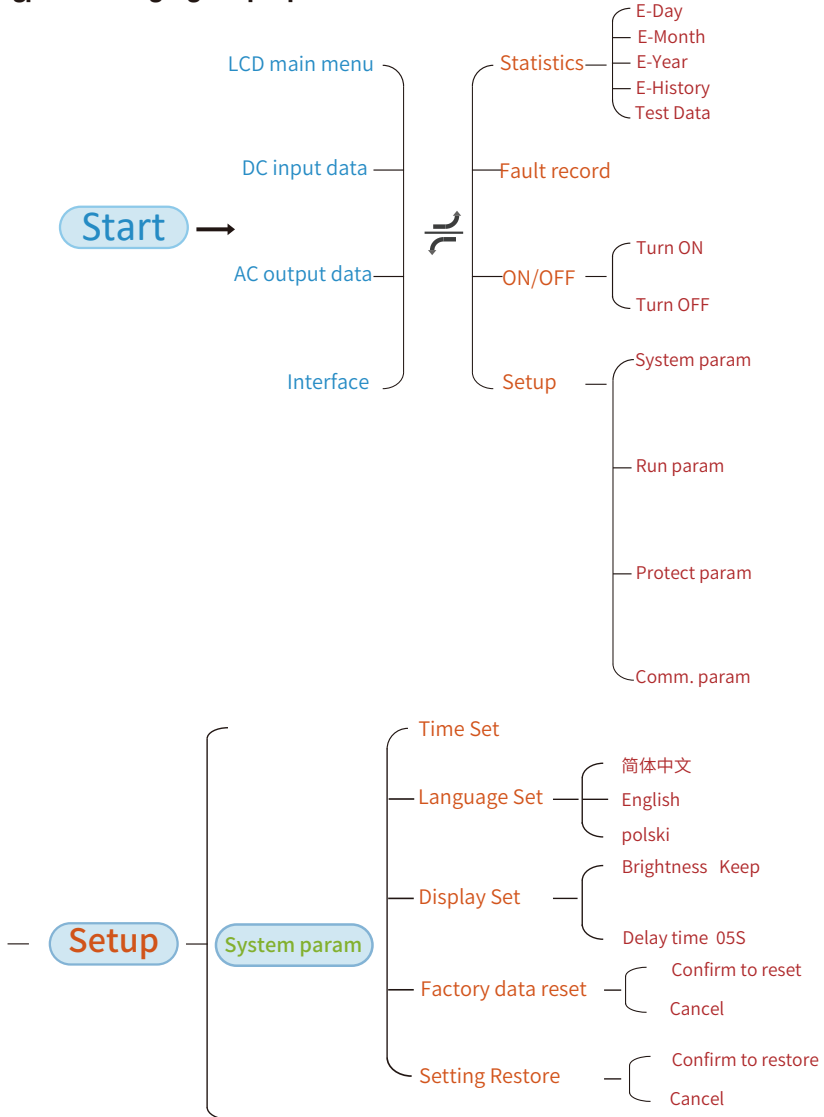 Start
LCD main menu
DC input data
AC output data
Interface
Statistics
E-Day
E-Month
E-Year
E-History
Test Data
Fault record
ON/OFF
Turn ON
Turn OFF
Setup
System param
Run param
Protect param
Comm. param
Setup
System param
Time Set
Language Set
简体中文
English
polski
Display Set
Brightness Keep
Delay time 05S
Factory data reset
Confirm to reset
Cancel
Setting Restore
Confirm to restore
Cancel